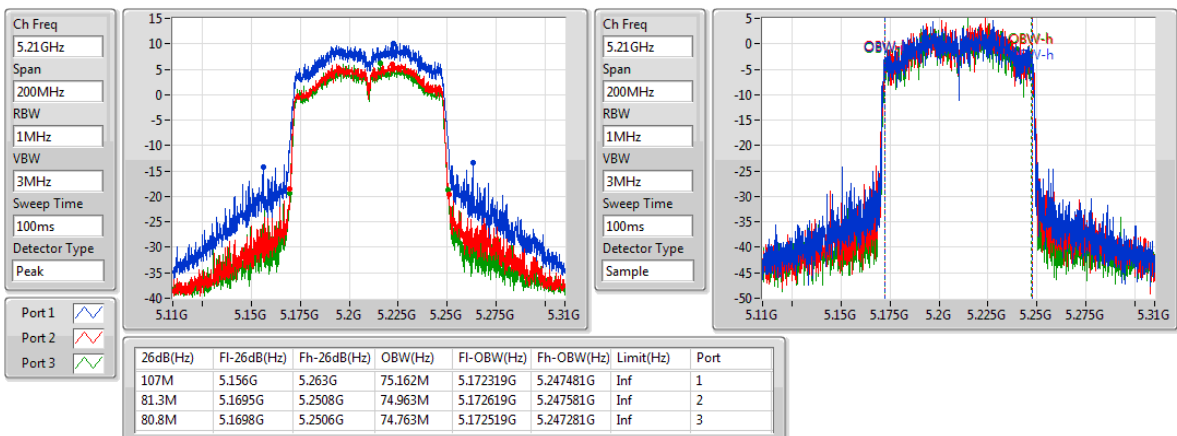 Ch Freq
5.21GHz
Span
200MHz
RBW
1MHz
VBW
3MHz
Sweep Time
100ms
Detector Type
Peak
Port 1
Port 2
Port 3
15
10
5
0
-5
-10
-15
-20
-25
-30
-35
-40
5.11G 5.15G 5.175G 5.2G 5.225G 5.25G 5.31G
Ch Freq
5.21GHz
Span
200MHz
RBW
1MHz
VBW
3MHz
Sweep Time
100ms
Detector Type
Sample
5
0
-5
-10
-15
-20
-25
-30
-35
-40
-45
-50
OBW-h
5.11G 5.15G 5.175G 5.2G 5.225G 5.25G 5.275G 5.31G
26dB(Hz) Fl-26dB(Hz) Fh-26dB(Hz) OBW(Hz) Fl-OBW(Hz) Fh-OBW(Hz) Limit(Hz) Port
107M 5.156G 5.263G 75.162M 5.172319G 5.247481G Inf 1
81.3M 5.1695G 5.2508G 74.963M 5.172619G 5.247581G Inf 2
80.8M 5.1698G 5.2506G 74.763M 5.172519G 5.247281G Inf 3